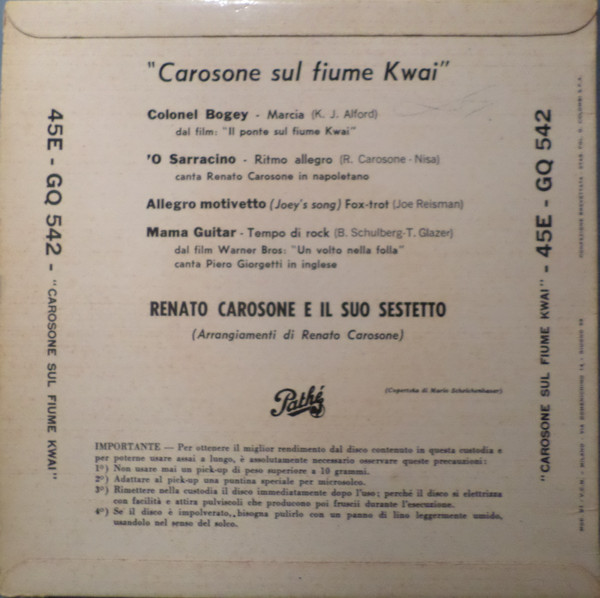 "Carosone sul fiume Kwai"
Colonel Bogey - Marcia (K. J. Alford)
dal film: "Il ponte sul fiume Kwai"
'O Sarracino - Ritmo allegro (R. Carosone - Nisa)
canta Renato Carosone in napoletano
Allegro motivetto (Joey's song) Fox-trot (Joe Reisman)
Mama Guitar - Tempo di rock (B. Schulberg-T. Glazer)
dal film Warner Bros: "Un volto nella folla"
canta Piero Giorgetti in inglese
RENATO CAROSONE E IL SUO SESTETTO
(Arrangiamenti di Renato Carosone)
Pathé
(Copertina di Mario Scheichenbauer)
IMPORTANTE — Per ottenere il miglior rendimento dal disco contenuto in questa custodia e
per poterno usare assai a lungo, è assolutamente necessario osservare queste precauzioni:
1°) Non usare mai un pick-up di peso superiore a 10 grammi.
2°) Adattare al pick-up una puntina speciale per microsolco.
3°) Rimettere nella custodia il disco immediatamente dopo l'uso; perchè il disco si elettrizza
con facilità e attira pulviscoli che producono poi fruscii durante l'esecuzione.
4°) Se il disco è impolverato, bisogna pulirlo con un panno di lino leggermente umido,
usandolo nel senso del solco.
45E - GQ 542 - "CAROSONE SUL FIUME KWAI"
"CAROSONE SUL FIUME KWAI" - 45E - GQ 542